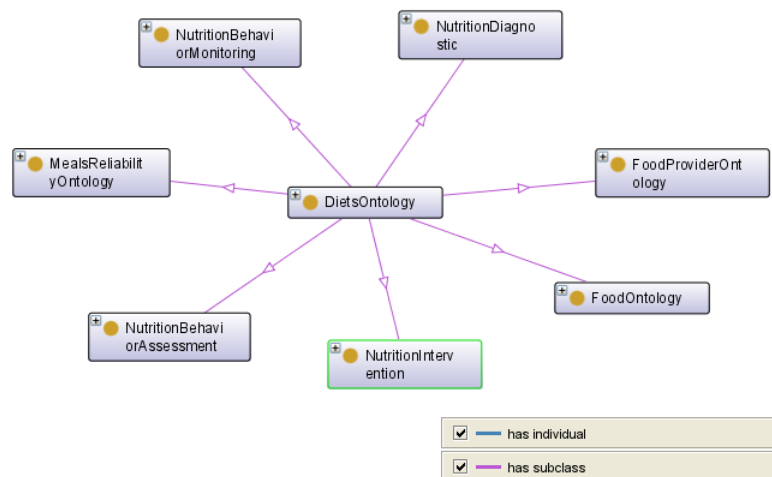 NutritionBehavi
orMonitoring
NutritionDiagno
stic
MealsReliabilit
yOntology
FoodProviderOnt
ology
DietsOntology
FoodOntology
NutritionBehavi
orAssessment
NutritionInterv
ention
has individual
has subclass